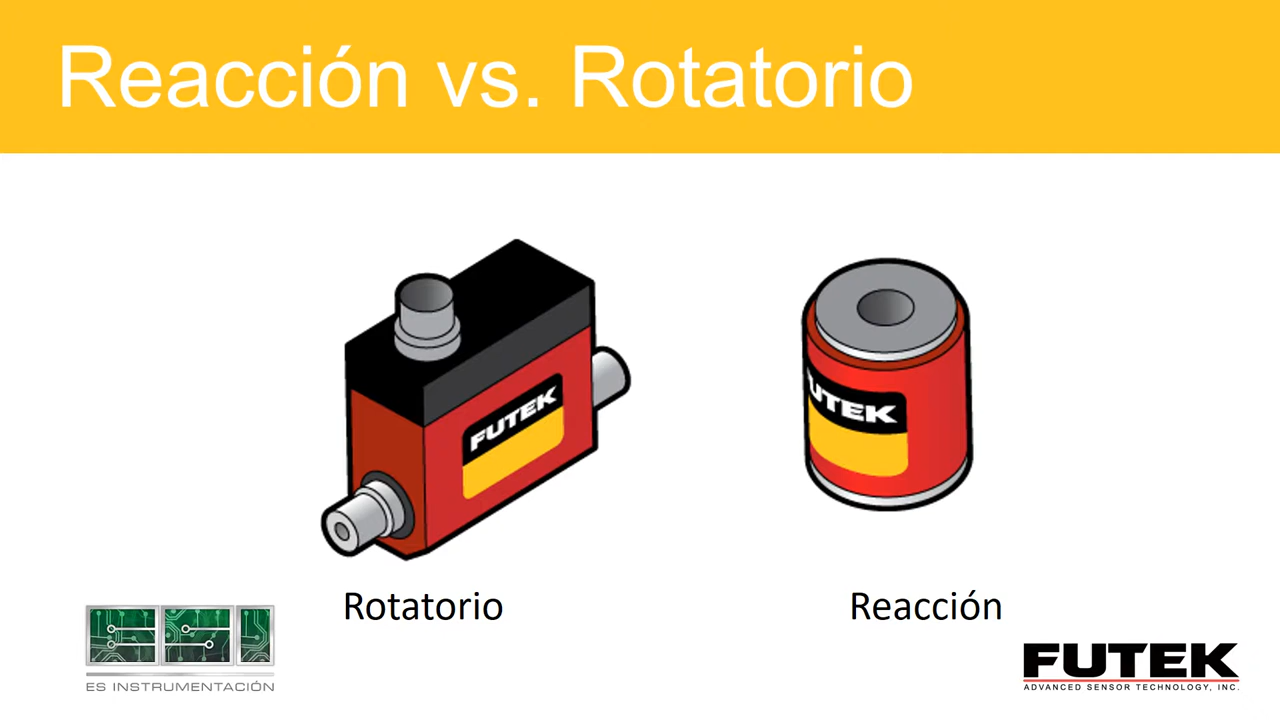 Reacción vs. Rotatorio
FUTEK
FUTEK
Rotatorio
Reacción
ES INSTRUMENTACIÓN
FUTEK
ADVANCED SENSOR TECHNOLOGY, INC.